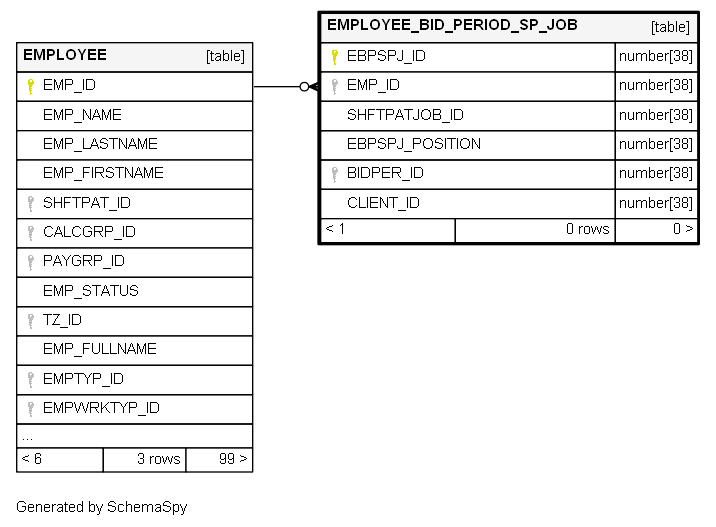 EMPLOYEE [table]
EMP_ID
EMP_NAME
EMP_LASTNAME
EMP_FIRSTNAME
SHFTPAT_ID
CALCGRP_ID
PAYGRP_ID
EMP_STATUS
TZ_ID
EMP_FULLNAME
EMPTYP_ID
EMPWRKTYP_ID
...
< 6 3 rows 99 >
EMPLOYEE_BID_PERIOD_SP_JOB [table]
EBPSPJ_ID number[38]
EMP_ID number[38]
SHFTPATJOB_ID number[38]
EBPSPJ_POSITION number[38]
BIDPER_ID number[38]
CLIENT_ID number[38]
< 1 0 rows 0 >
Generated by SchemaSpy